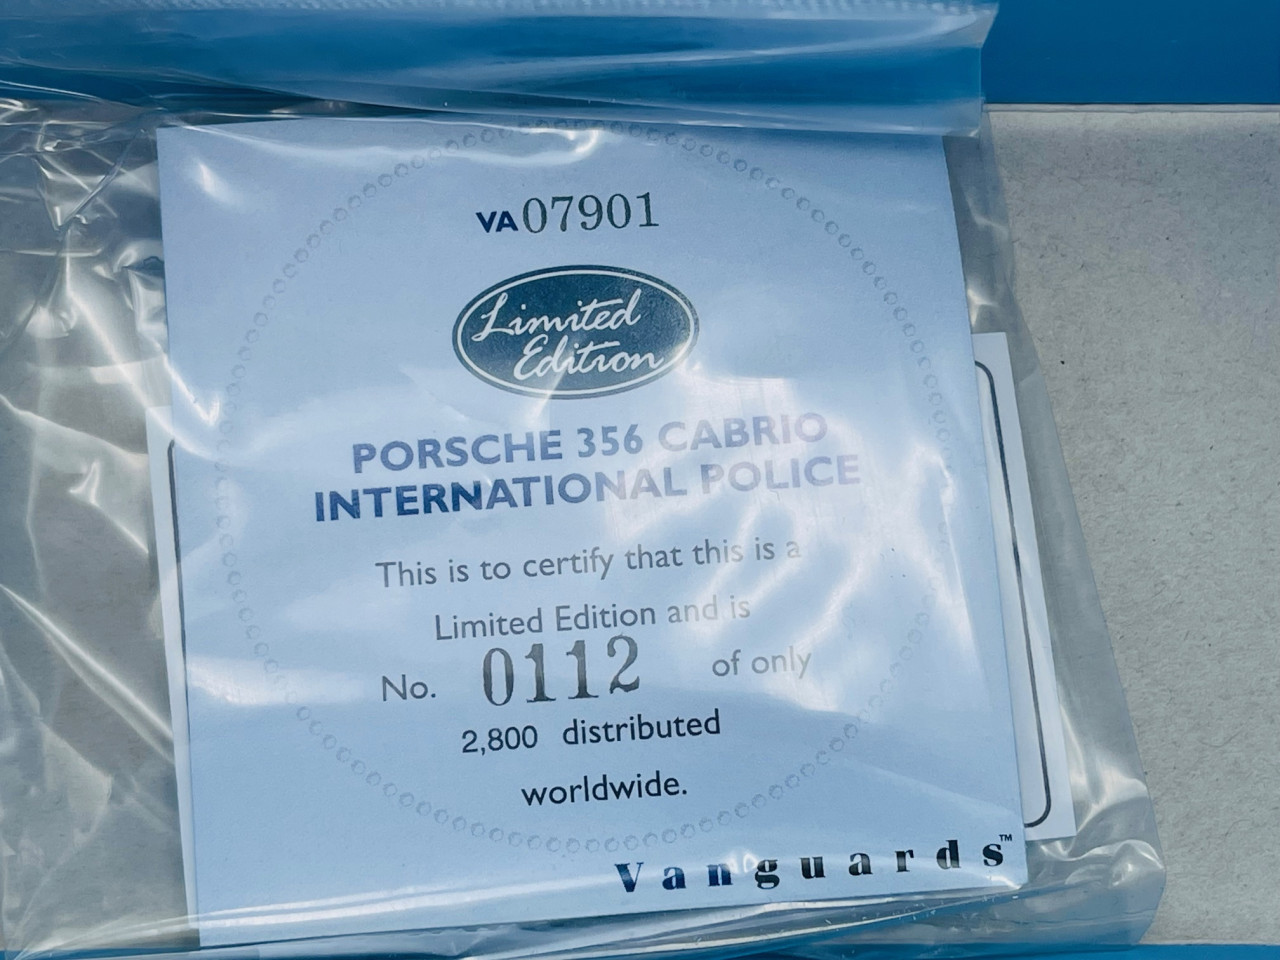 VA07901
Limited
Edition
PORSCHE 356 CABRIO
INTERNATIONAL POLICE
This is to certify that this is a
Limited Edition and is
No. 0112 of only
2,800 distributed
worldwide.
Vanguards™